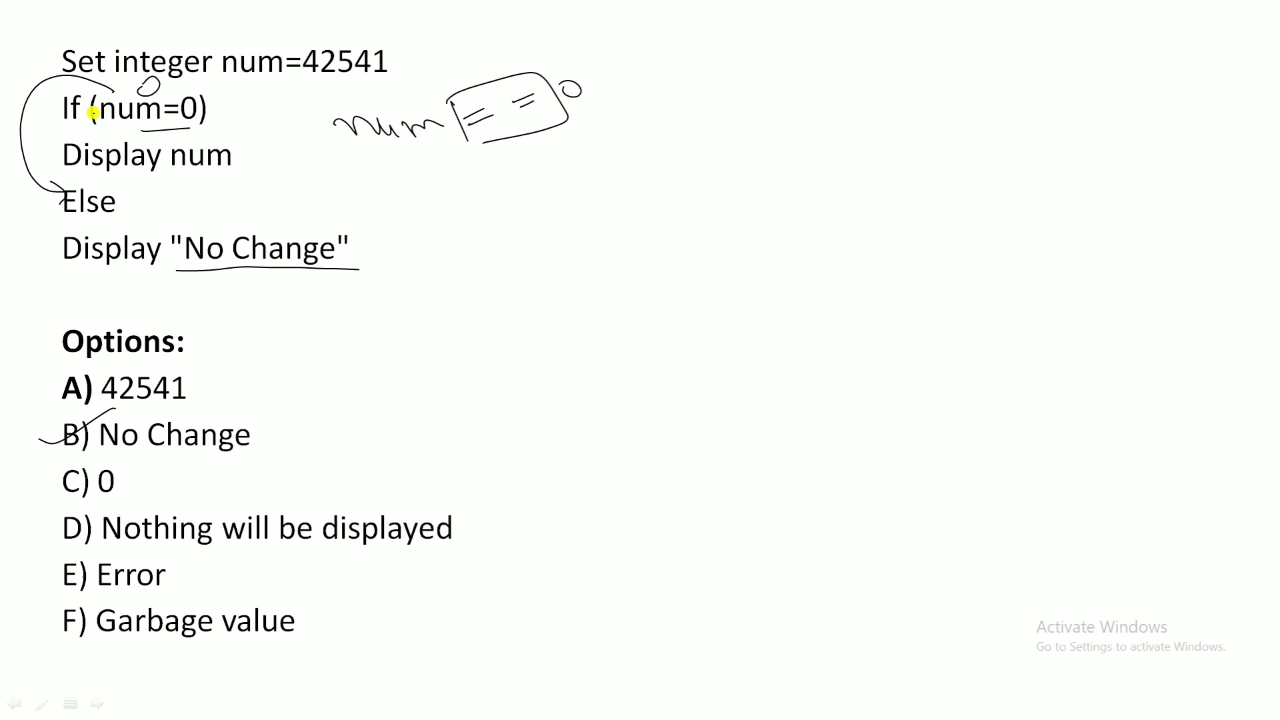 Set integer num=42541
0
If (num=0)
num == 0
Display num
Else
Display "No Change"
Options:
A) 42541
B) No Change
C) 0
D) Nothing will be displayed
E) Error
F) Garbage value
Activate Windows
Go to Settings to activate Windows.